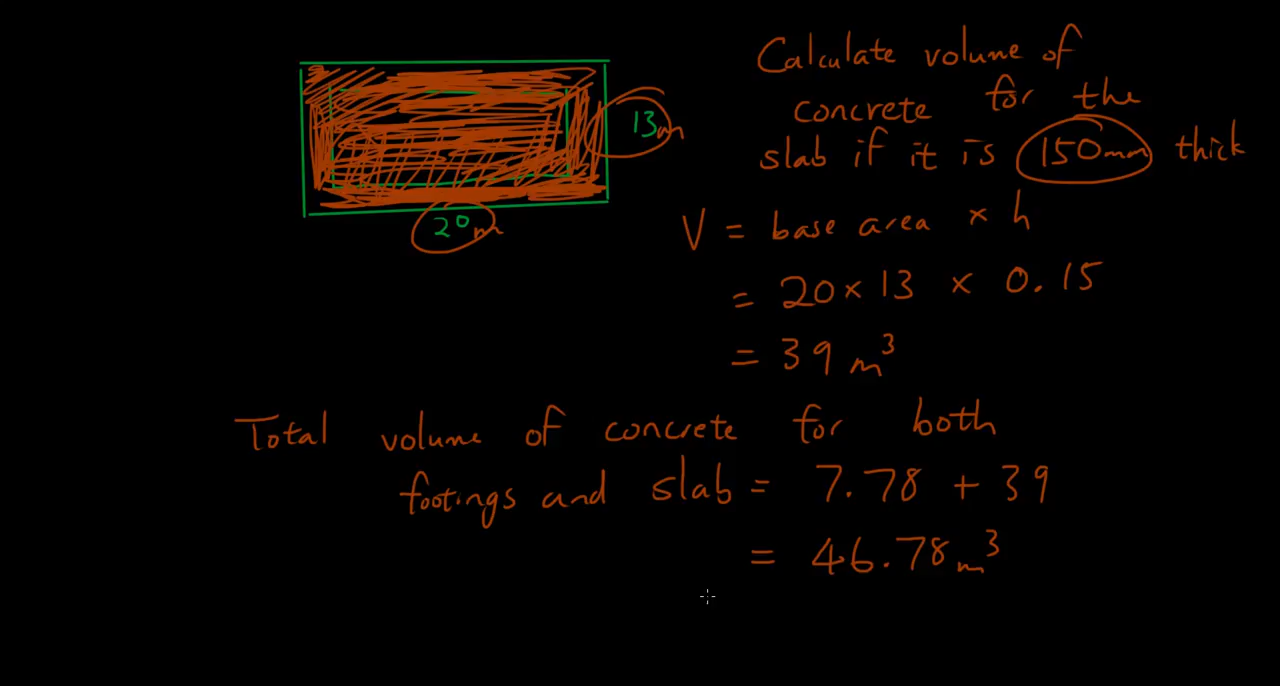 Calculate volume of
concrete for the
slab if it is 150mm thick
13m
20m
V = base area × h
= 20 × 13 × 0.15
= 39 m³
Total volume of concrete for both
footings and slab = 7.78 + 39
= 46.78 m³